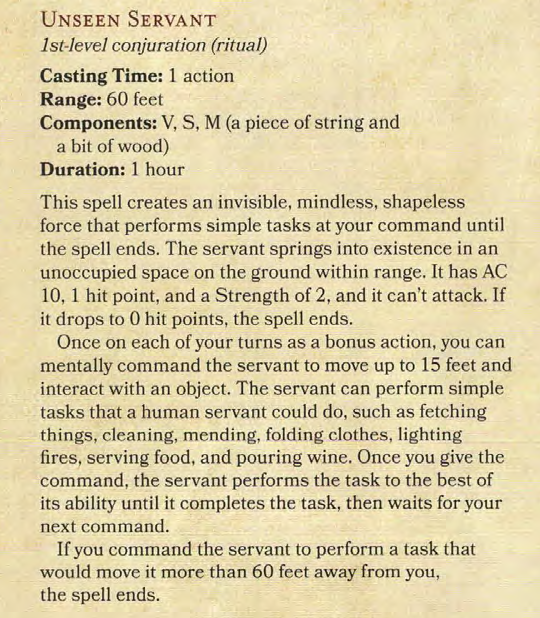 UNSEEN SERVANT
1st-level conjuration (ritual)
Casting Time: 1 action
Range: 60 feet
Components: V, S, M (a piece of string and
a bit of wood)
Duration: 1 hour
This spell creates an invisible, mindless, shapeless
force that performs simple tasks at your command until
the spell ends. The servant springs into existence in an
unoccupied space on the ground within range. It has AC
10, 1 hit point, and a Strength of 2, and it can't attack. If
it drops to 0 hit points, the spell ends.
Once on each of your turns as a bonus action, you can
mentally command the servant to move up to 15 feet and
interact with an object. The servant can perform simple
tasks that a human servant could do, such as fetching
things, cleaning, mending, folding clothes, lighting
fires, serving food, and pouring wine. Once you give the
command, the servant performs the task to the best of
its ability until it completes the task, then waits for your
next command.
If you command the servant to perform a task that
would move it more than 60 feet away from you,
the spell ends.